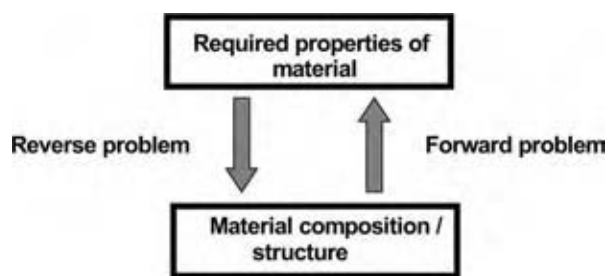 Required properties of
material
Reverse problem
Forward problem
Material composition /
structure